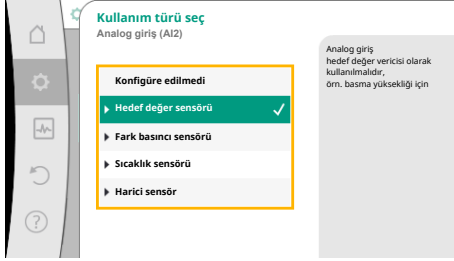 Kullanım türü seç
Analog giriş (AI2)
Konfigüre edilmedi
Hedef değer sensörü
Fark basıncı sensörü
Sıcaklık sensörü
Harici sensör
Analog giriş
hedef değer vericisi olarak
kullanılmalıdır,
örn. basma yüksekliği için